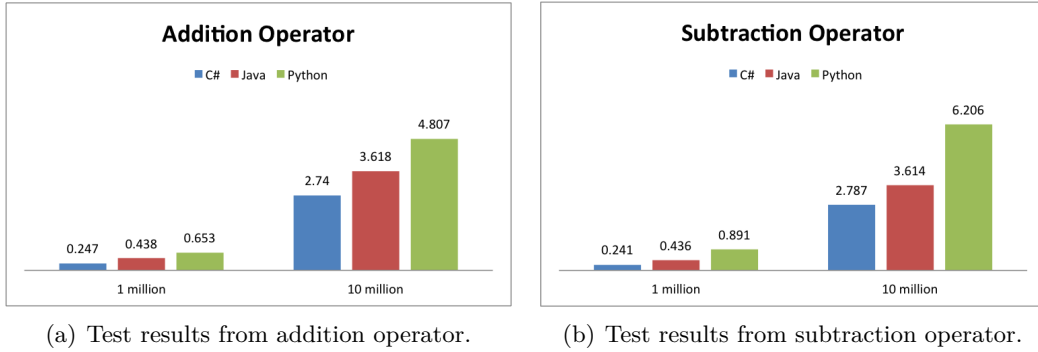 Addition Operator
C# Java Python
0.247 0.438 0.653 2.74 3.618 4.807
1 million 10 million
(a) Test results from addition operator.
Subtraction Operator
C# Java Python
0.241 0.436 0.891 2.787 3.614 6.206
1 million 10 million
(b) Test results from subtraction operator.